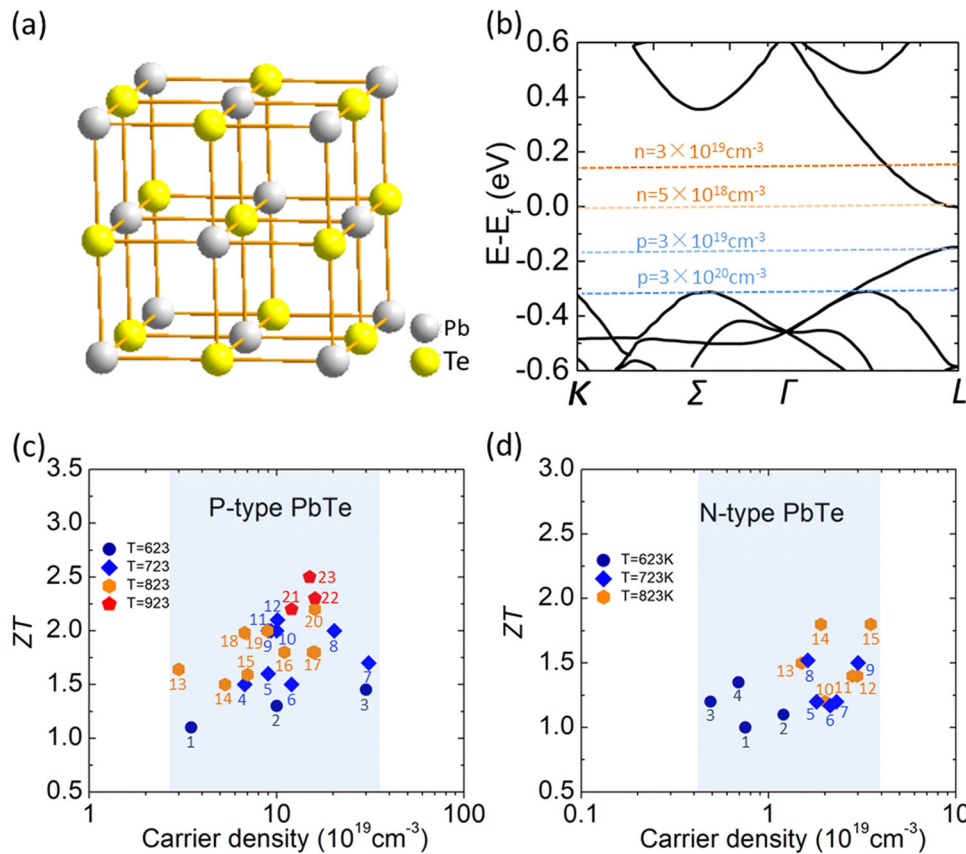 (a)
Pb
Te
(b)
0.6
0.4
0.2
0.0
-0.2
-0.4
-0.6
E-E_f (eV)
n=3×10^19cm^-3
n=5×10^18cm^-3
p=3×10^19cm^-3
p=3×10^20cm^-3
K Σ Γ L
(c)
P-type PbTe
T=623
T=723
T=823
T=923
3.5
3.0
2.5
2.0
1.5
1.0
0.5
ZT
23
21 22
12
11 20
18 19 9 10 8
15 16 17
13 7
14 4 5 6
2 3
1
1 10 100
Carrier density (10^19cm^-3)
(d)
N-type PbTe
T=623K
T=723K
T=823K
3.0
2.5
2.0
1.5
1.0
0.5
ZT
14 15
13 8 9
4 10 11 12
3 5 6 7
1 2
0.1 1 10
Carrier density (10^19cm^-3)